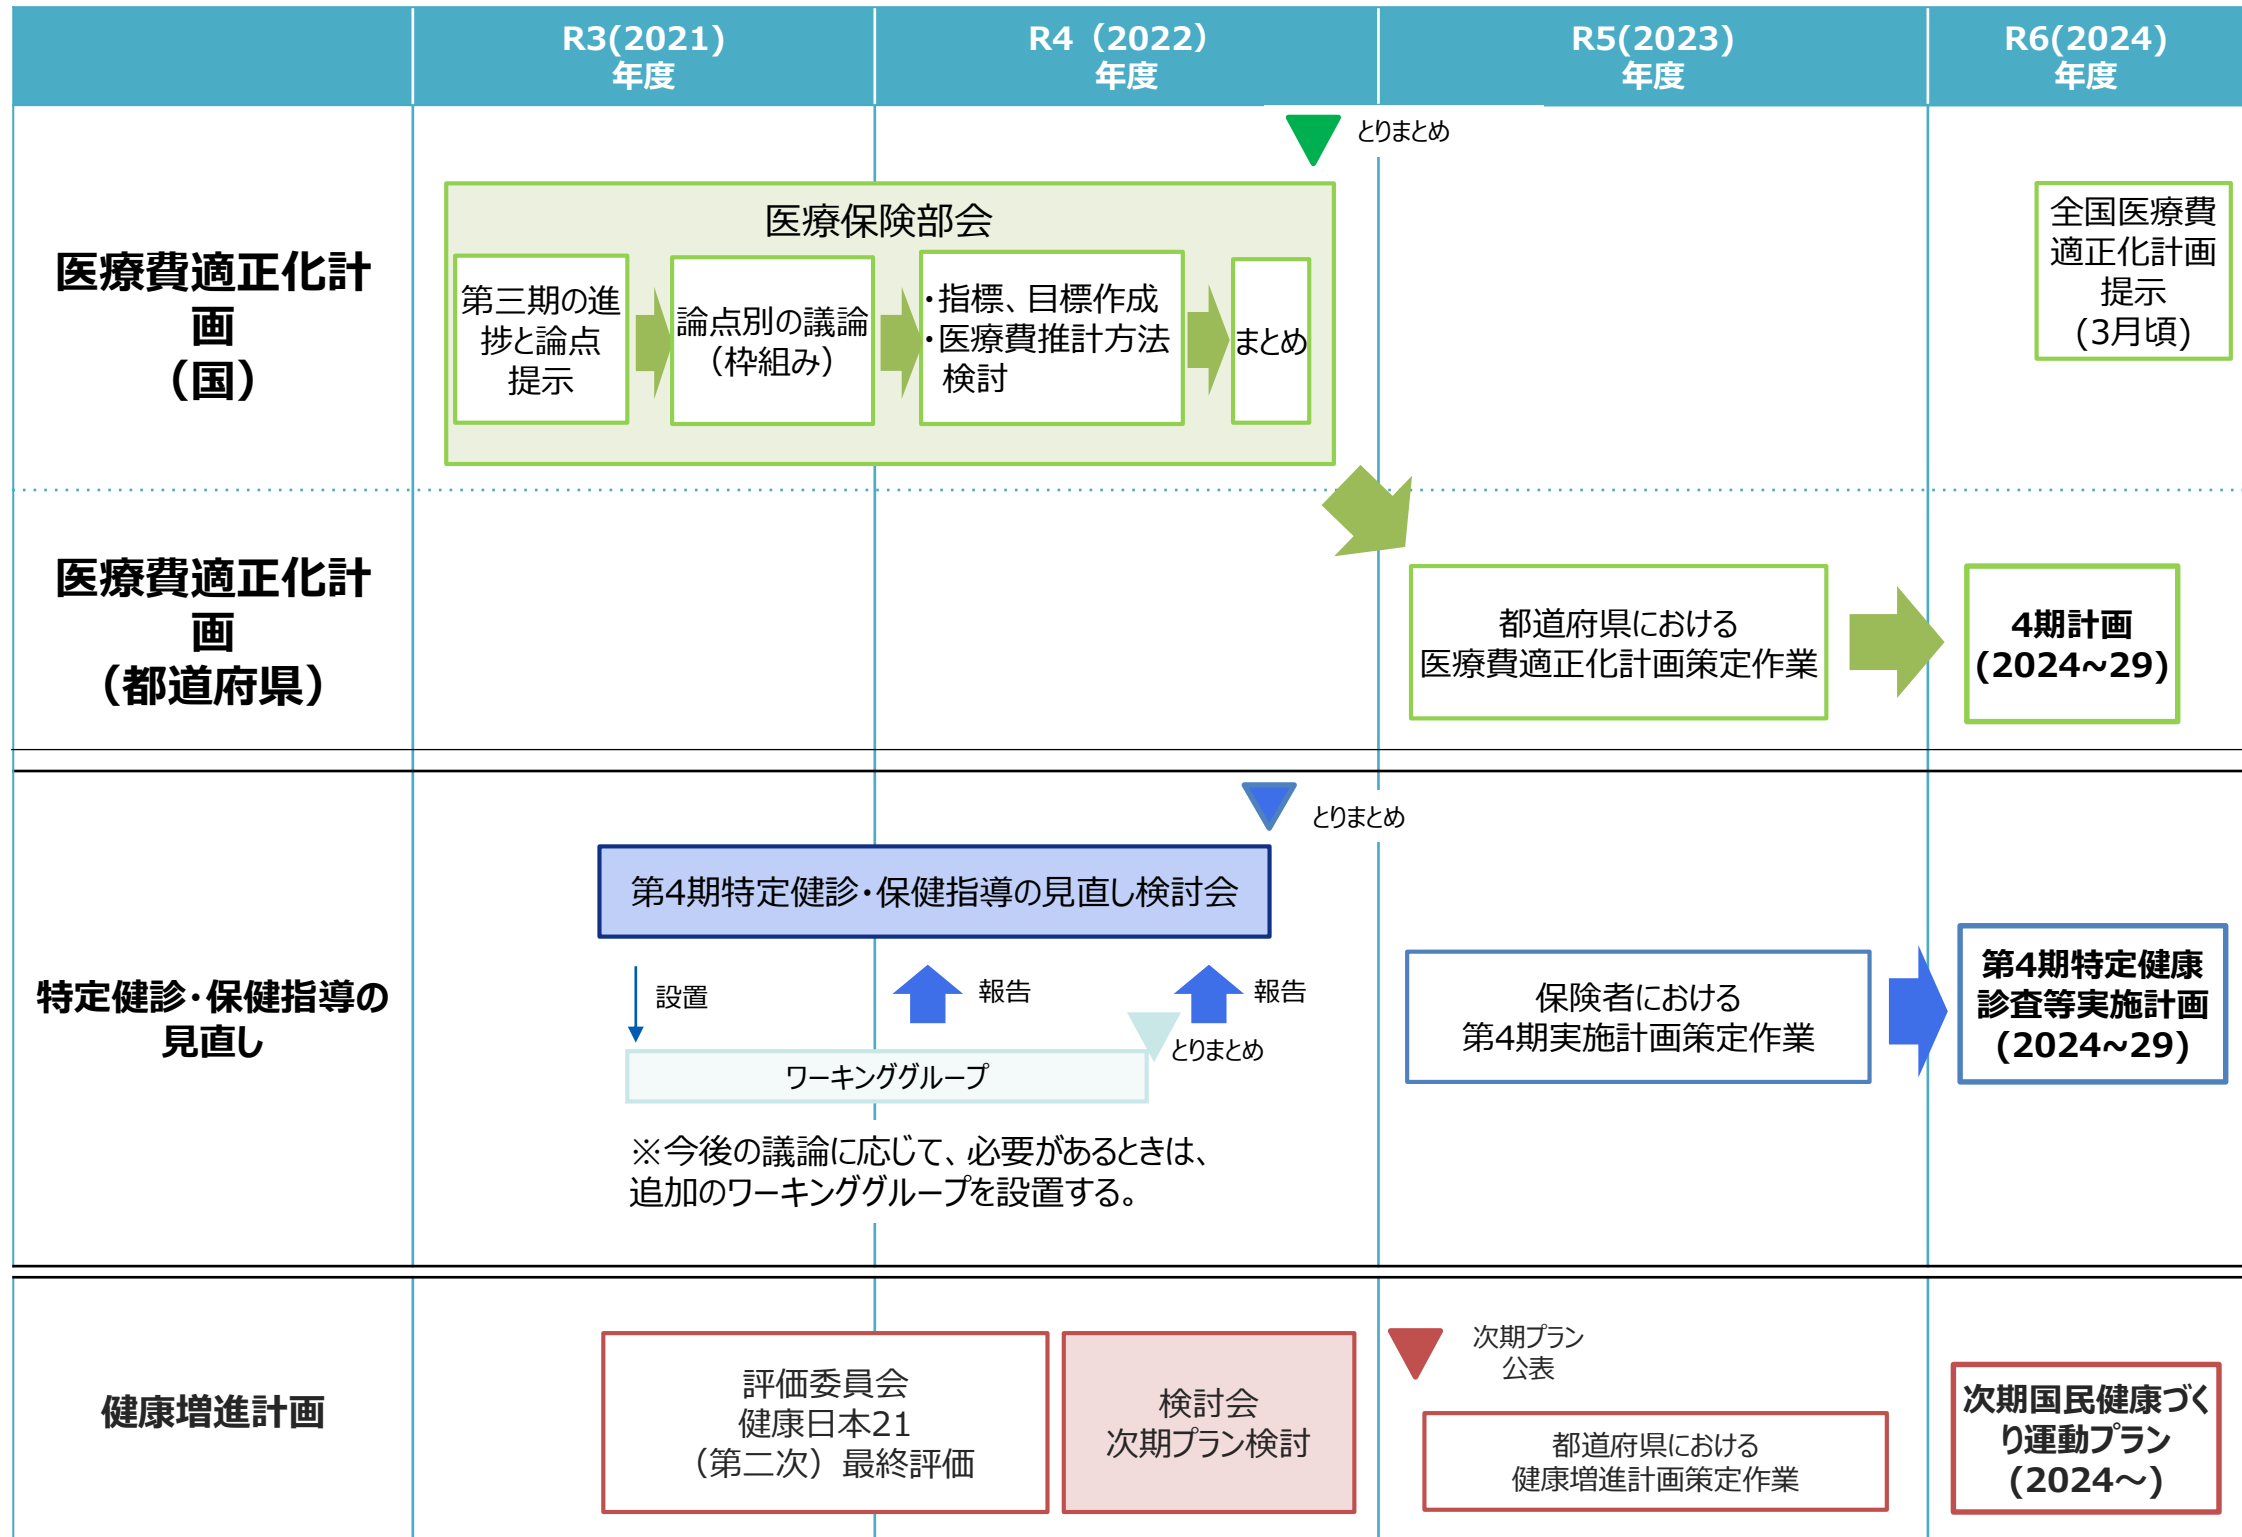 R3(2021)
年度
R4（2022）
年度
R5(2023)
年度
R6(2024)
年度
医療費適正化計
画
（国）
とりまとめ
医療保険部会
第三期の進
捗と論点
提示
論点別の議論
（枠組み）
・指標、目標作成
・医療費推計方法
検討
まとめ
全国医療費
適正化計画
提示
(3月頃)
医療費適正化計
画
（都道府県）
都道府県における
医療費適正化計画策定作業
4期計画
(2024~29)
特定健診・保健指導の
見直し
とりまとめ
第4期特定健診・保健指導の見直し検討会
設置
報告
報告
とりまとめ
ワーキンググループ
※今後の議論に応じて、必要があるときは、
追加のワーキンググループを設置する。
保険者における
第4期実施計画策定作業
第4期特定健康
診査等実施計画
(2024~29)
健康増進計画
評価委員会
健康日本21
（第二次）最終評価
検討会
次期プラン検討
次期プラン
公表
都道府県における
健康増進計画策定作業
次期国民健康づく
り運動プラン
(2024～)